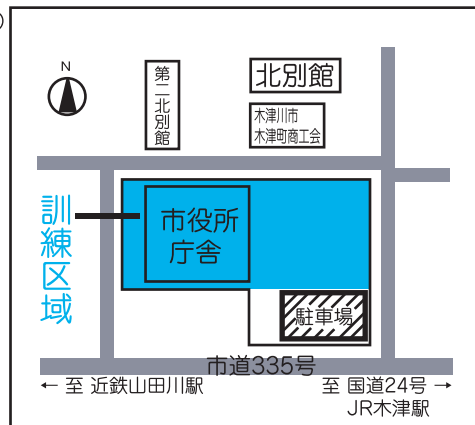 N
第二北別館
北別館
木津川市
木津町商工会
訓練区域
市役所
庁舎
駐車場
市道335号
← 至 近鉄山田川駅
至 国道24号 →
JR木津駅